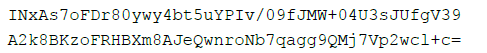 INxAs7oFDr80ywy4bt5uYPIv/09fJMW+04U3sJUfgV39
A2k8BKzoFRHBXm8AJeQwnroNb7qagg9QMj7Vp2wcl+c=